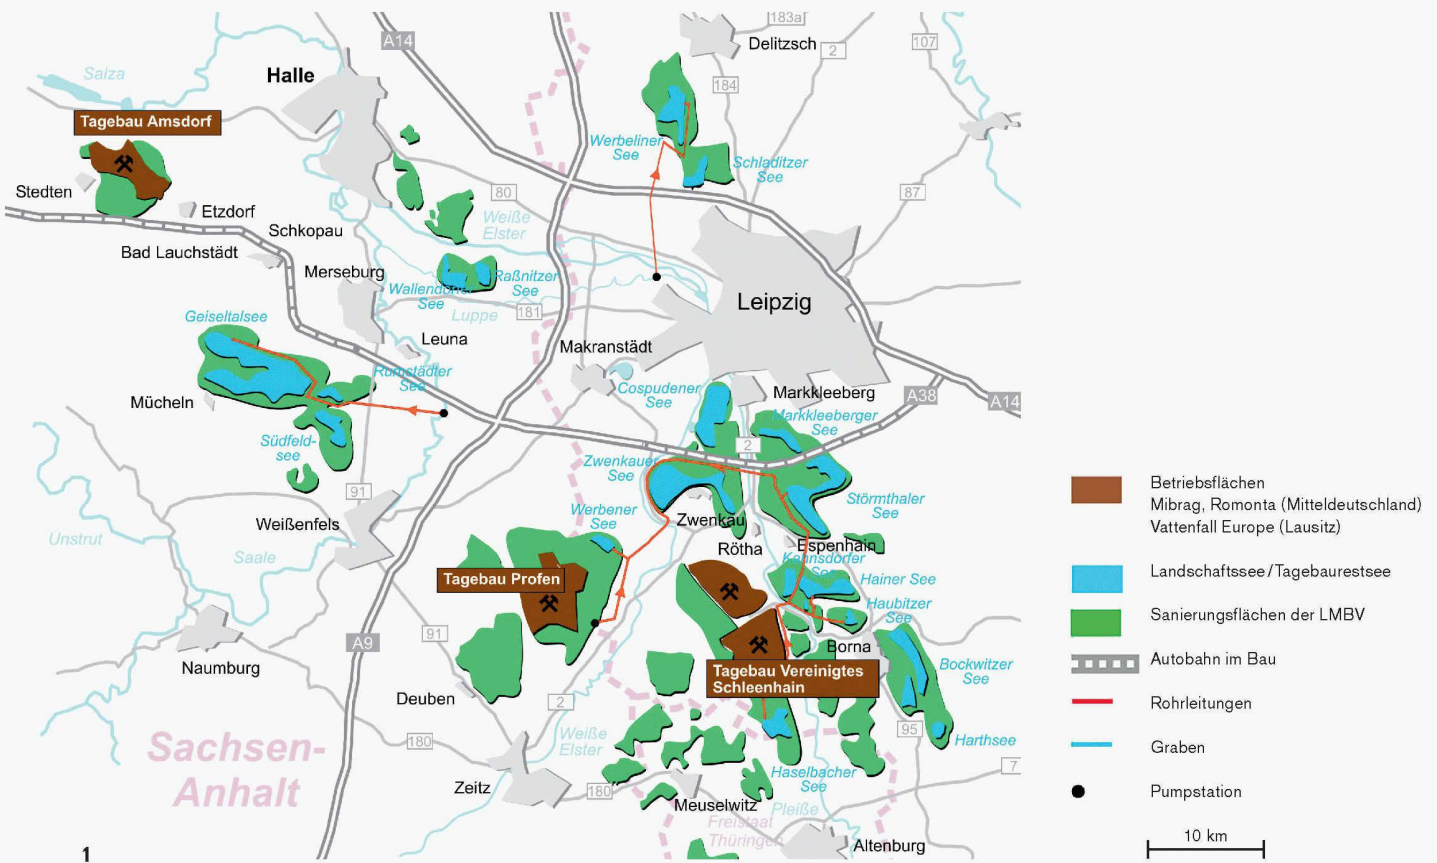 183a
Delitzsch
A14
2
107
Salza
Halle
184
Tagebau Amsdorf
Werbeliner
See
Schladitzer
See
Stedten
80
87
Etzdorf
Weiße
Elster
Schkopau
Bad Lauchstädt
Merseburg
Raßnitzer
See
Wallendorfer
See
Leipzig
Luppe
181
Geiseltalsee
Leuna
Makranstädt
Runstädter
See
Cospudener
See
Markkleeberg
A38
A14
Mücheln
Markkleeberger
See
Südfeld-
see
2
Zwenkauer
See
91
Störmthaler
See
Werbener
See
Weißenfels
Zwenkau
Unstrut
Rötha
Espenhain
Saale
Kahnsdorfer
See
Hainer See
Tagebau Profen
Haubitzer
See
A9
91
Borna
Naumburg
Bockwitzer
See
Tagebau Vereinigtes
Schleenhain
Deuben
2
95
Weiße
Elster
180
Harthsee
Sachsen-
Anhalt
7
Haselbacher
See
Zeitz
180
Meuselwitz
Pleiße
Freistaat
Thüringen
Altenburg
1
Betriebsflächen
Mibrag, Romonta (Mitteldeutschland)
Vattenfall Europe (Lausitz)
Landschaftssee/Tagebaurestsee
Sanierungsflächen der LMBV
Autobahn im Bau
Rohrleitungen
Graben
Pumpstation
10 km